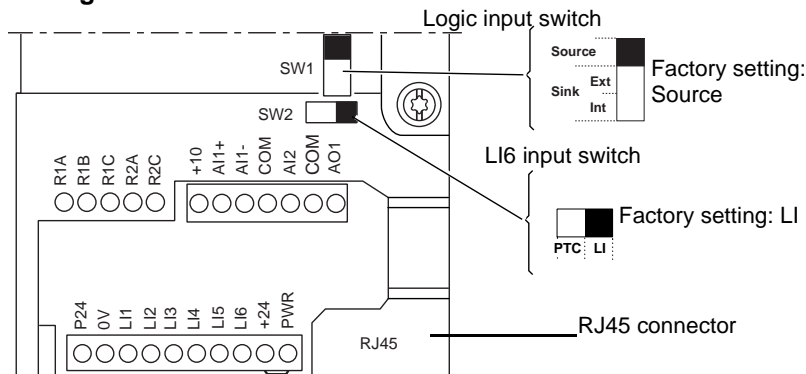 Logic input switch
SW1
Source
Sink
Ext
Int
Factory setting:
Source
SW2
LI6 input switch
R1A
R1B
R1C
R2A
R2C
+10
AI1+
AI1-
COM
AI2
COM
AO1
PTC
LI
Factory setting: LI
P24
0V
LI1
LI2
LI3
LI4
LI5
LI6
+24
PWR
RJ45
RJ45 connector